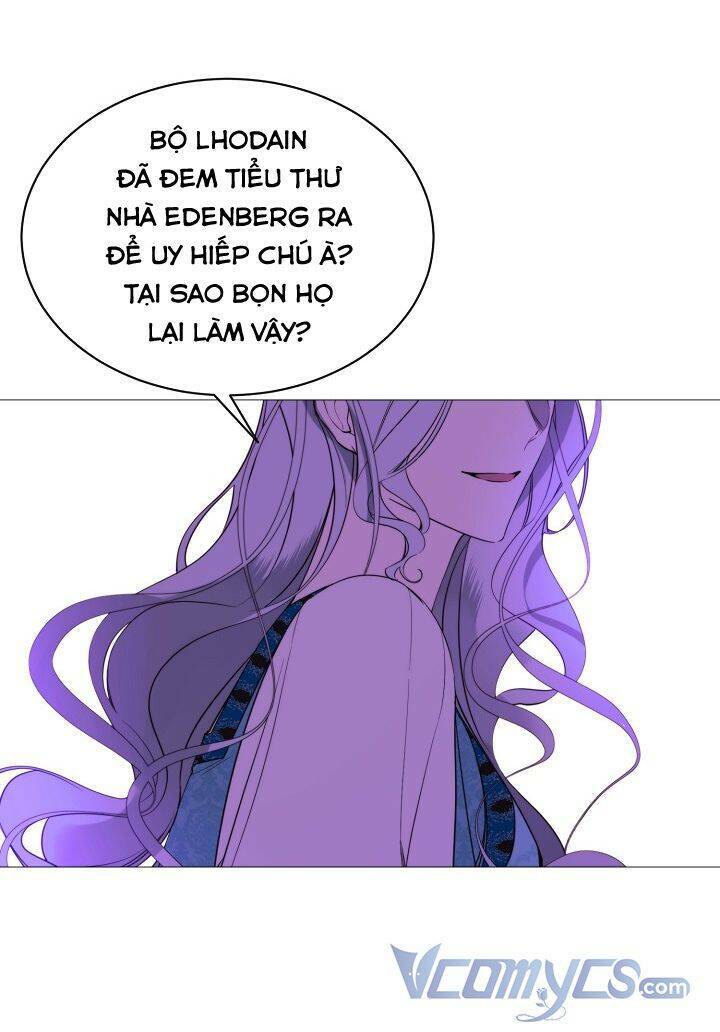 BỘ LHODAIN
ĐÃ ĐEM TIỂU THƯ
NHÀ EDENBERG RA
ĐỂ UY HIẾP CHÚ À?
TẠI SAO BỌN HỌ
LẠI LÀM VẬY?
VCOMYCS.com